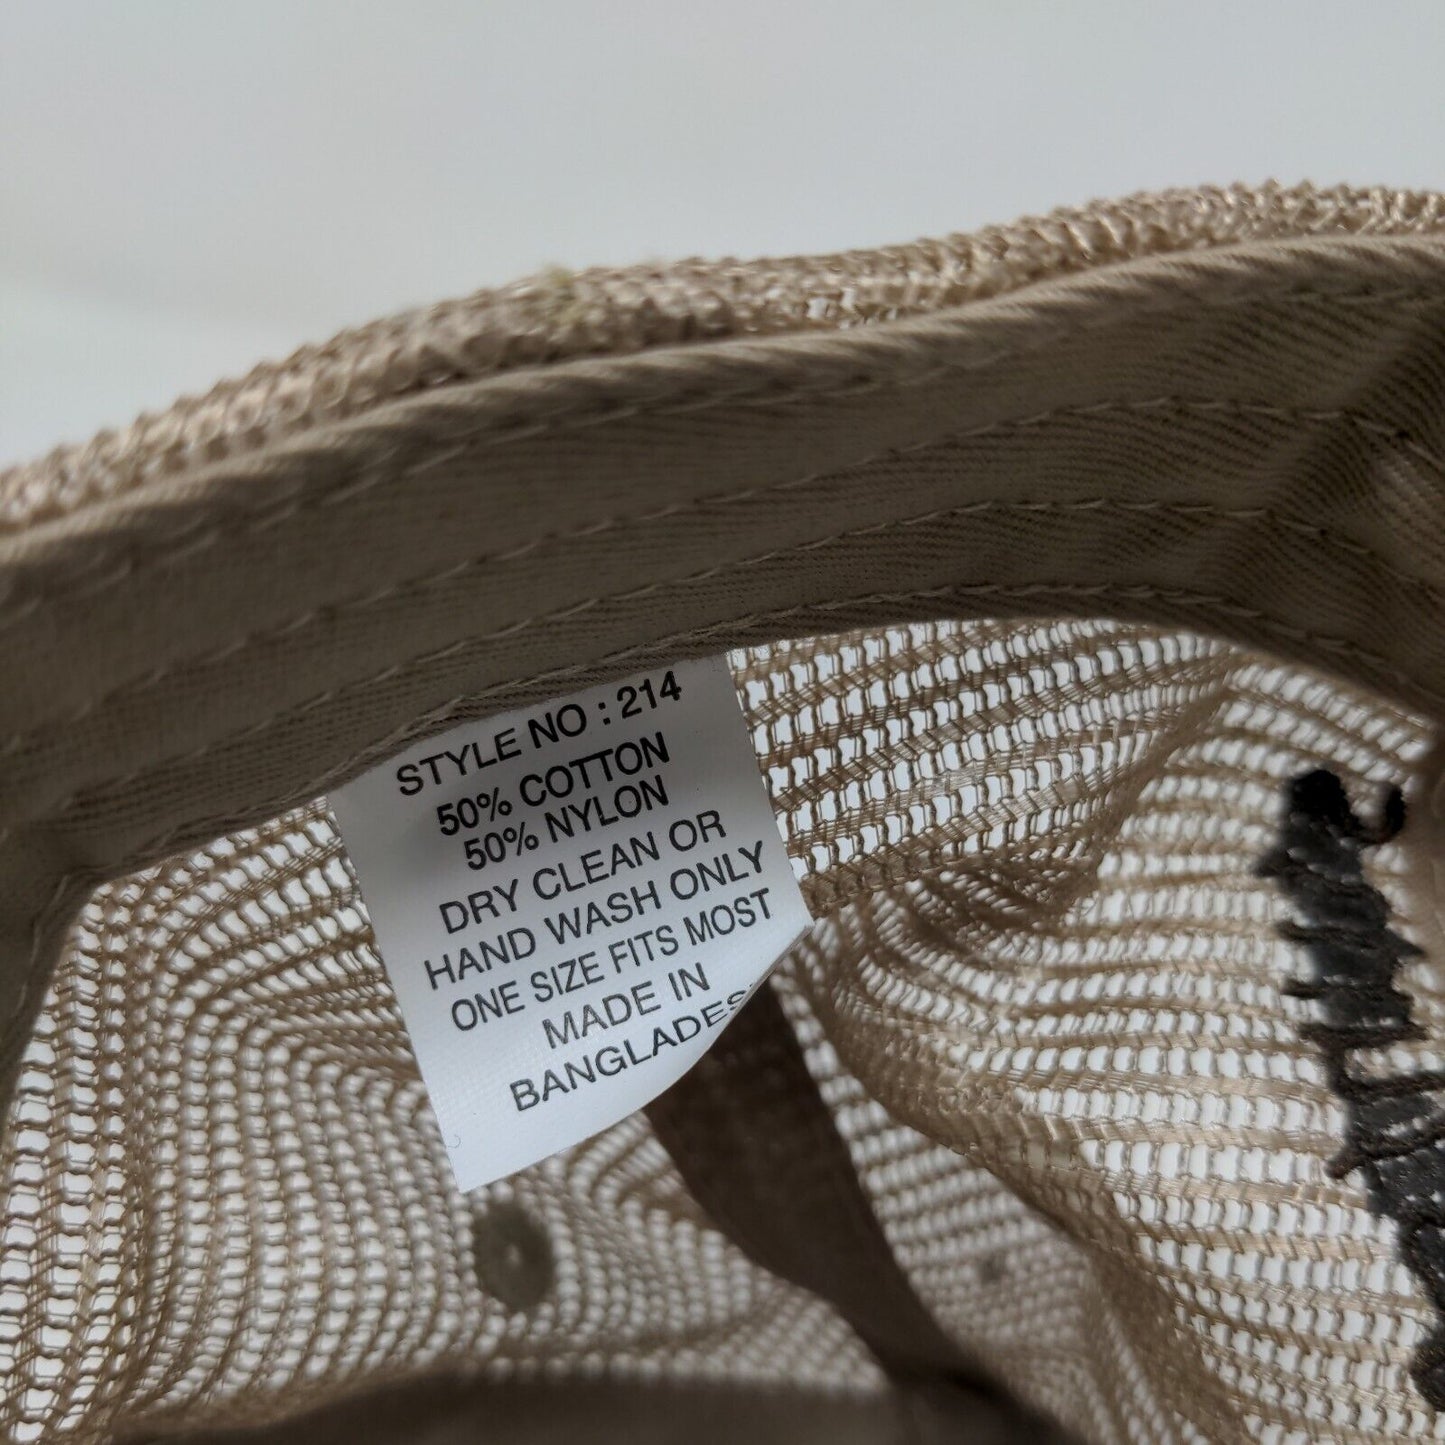 STYLE NO : 214
50% COTTON
50% NYLON
DRY CLEAN OR
HAND WASH ONLY
ONE SIZE FITS MOST
MADE IN
BANGLADES